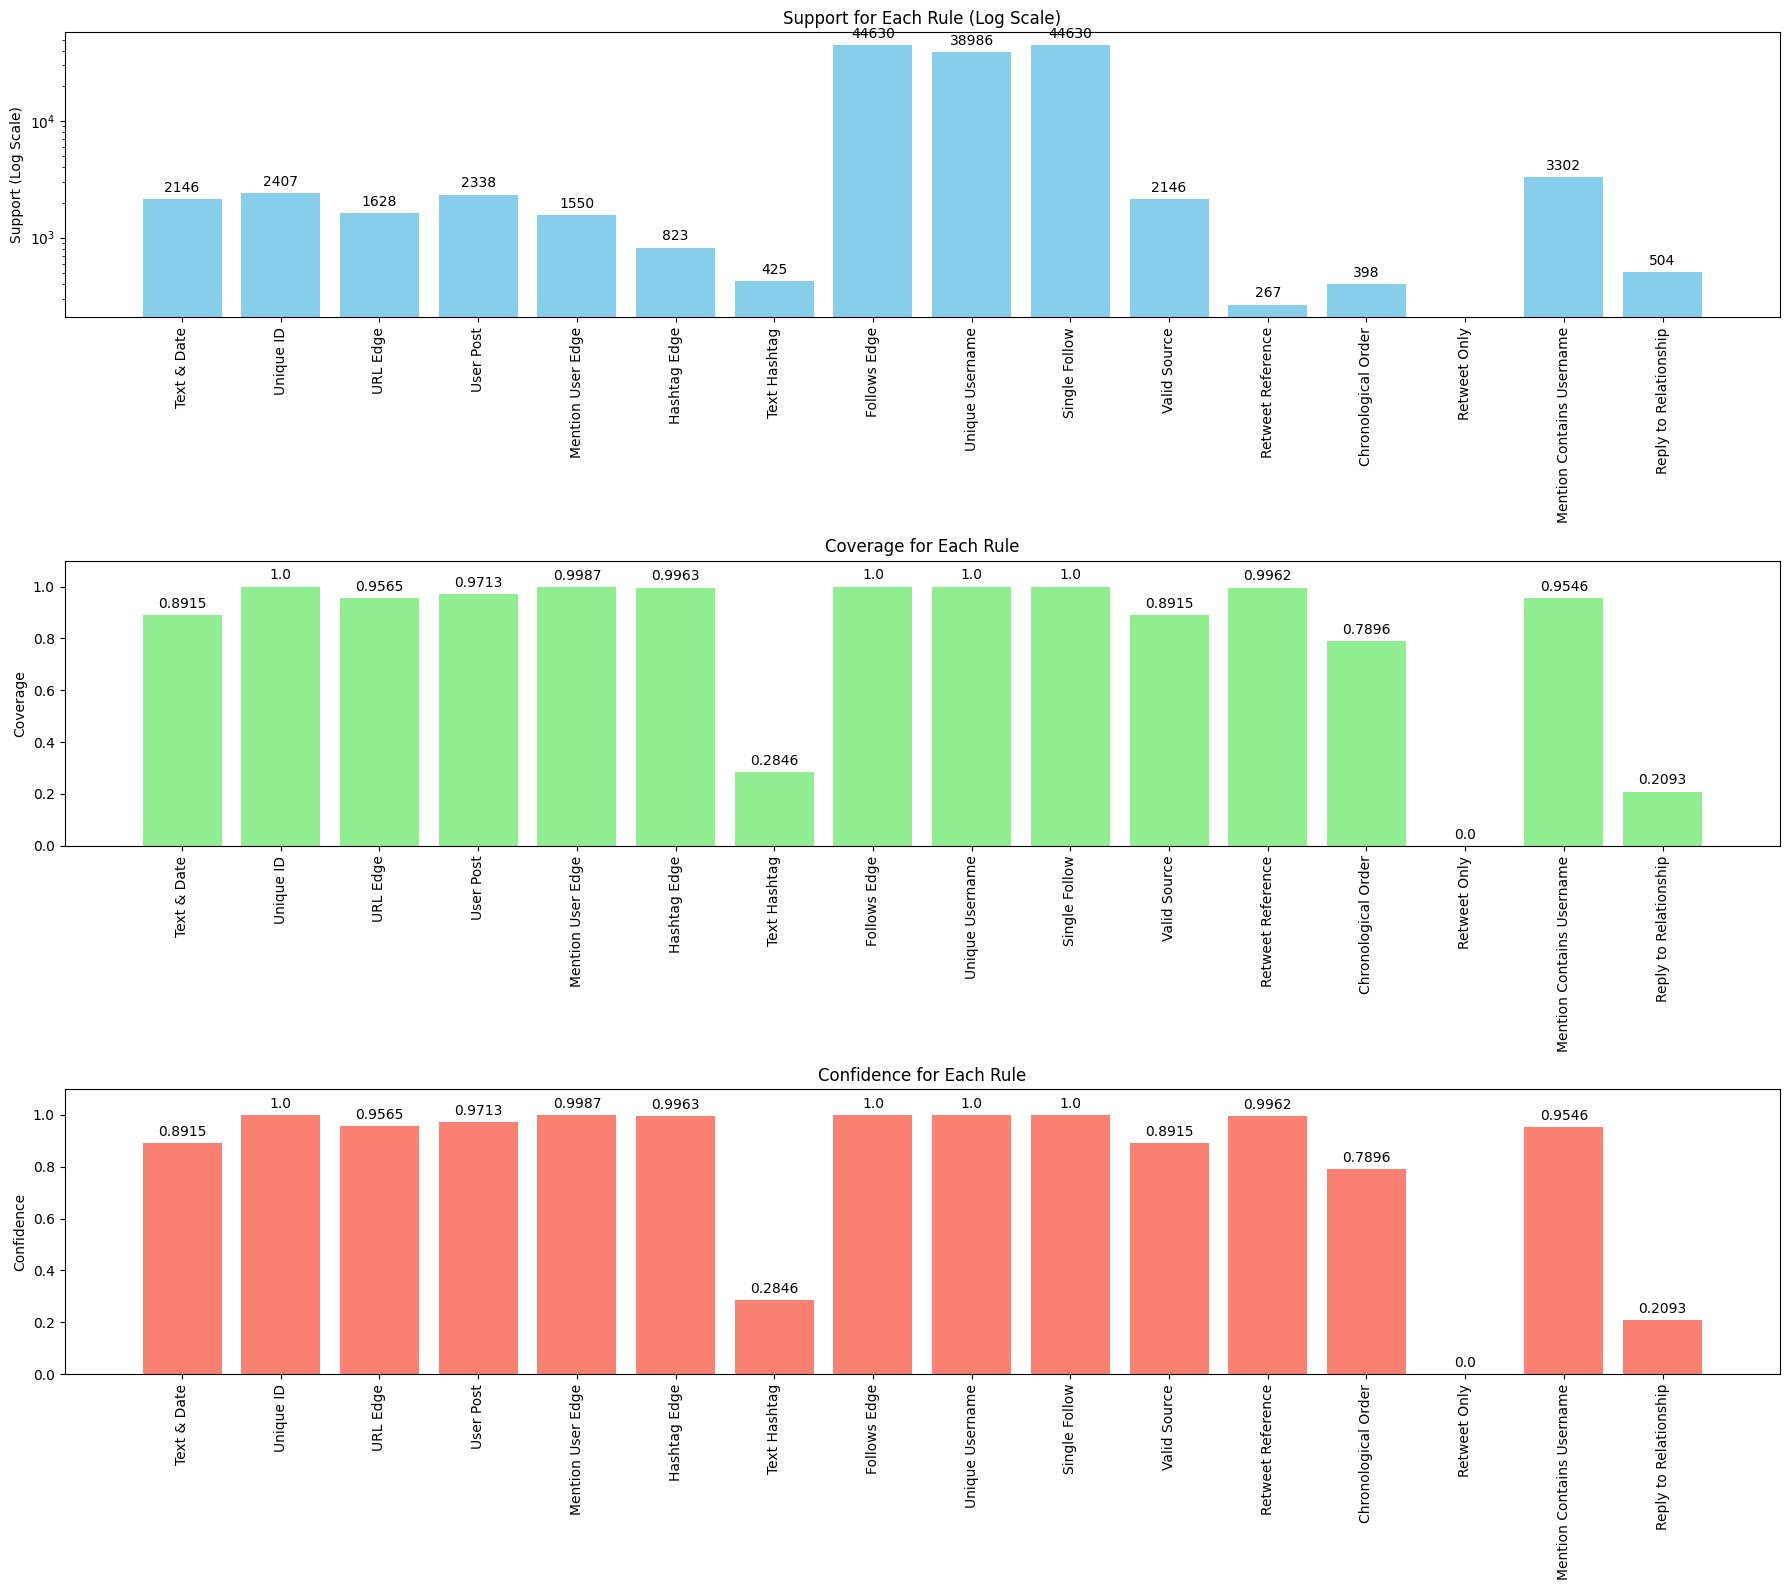 Support for Each Rule (Log Scale)
Support (Log Scale)
10⁴
10³
2146
2407
1628
2338
1550
823
425
44630
38986
44630
2146
267
398
3302
504
Text & Date
Unique ID
URL Edge
User Post
Mention User Edge
Hashtag Edge
Text Hashtag
Follows Edge
Unique Username
Single Follow
Valid Source
Retweet Reference
Chronological Order
Retweet Only
Mention Contains Username
Reply to Relationship
Coverage for Each Rule
Coverage
1.0
0.8
0.6
0.4
0.2
0.0
0.8915
1.0
0.9565
0.9713
0.9987
0.9963
0.2846
1.0
1.0
1.0
0.8915
0.9962
0.7896
0.0
0.9546
0.2093
Text & Date
Unique ID
URL Edge
User Post
Mention User Edge
Hashtag Edge
Text Hashtag
Follows Edge
Unique Username
Single Follow
Valid Source
Retweet Reference
Chronological Order
Retweet Only
Mention Contains Username
Reply to Relationship
Confidence for Each Rule
Confidence
1.0
0.8
0.6
0.4
0.2
0.0
0.8915
1.0
0.9565
0.9713
0.9987
0.9963
0.2846
1.0
1.0
1.0
0.8915
0.9962
0.7896
0.0
0.9546
0.2093
Text & Date
Unique ID
URL Edge
User Post
Mention User Edge
Hashtag Edge
Text Hashtag
Follows Edge
Unique Username
Single Follow
Valid Source
Retweet Reference
Chronological Order
Retweet Only
Mention Contains Username
Reply to Relationship